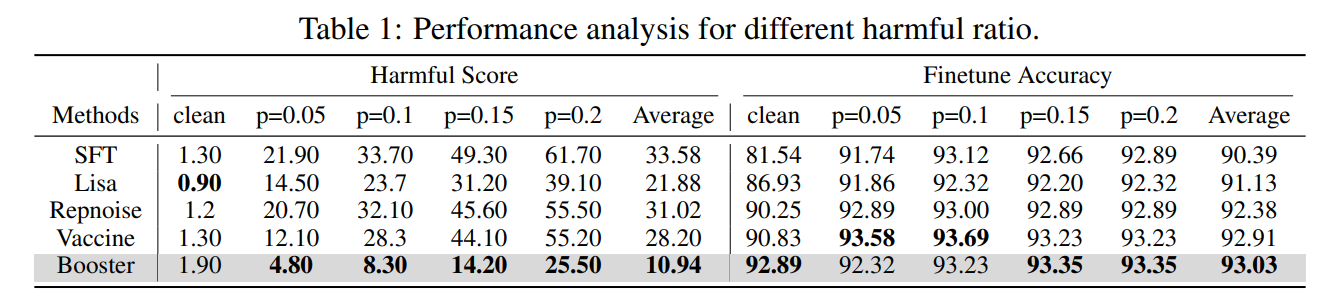 Table 1: Performance analysis for different harmful ratio.
Harmful Score Finetune Accuracy
Methods clean p=0.05 p=0.1 p=0.15 p=0.2 Average clean p=0.05 p=0.1 p=0.15 p=0.2 Average
SFT 1.30 21.90 33.70 49.30 61.70 33.58 81.54 91.74 93.12 92.66 92.89 90.39
Lisa 0.90 14.50 23.7 31.20 39.10 21.88 86.93 91.86 92.32 92.20 92.32 91.13
Repnoise 1.2 20.70 32.10 45.60 55.50 31.02 90.25 92.89 93.00 92.89 92.89 92.38
Vaccine 1.30 12.10 28.3 44.10 55.20 28.20 90.83 93.58 93.69 93.23 93.23 92.91
Booster 1.90 4.80 8.30 14.20 25.50 10.94 92.89 92.32 93.23 93.35 93.35 93.03